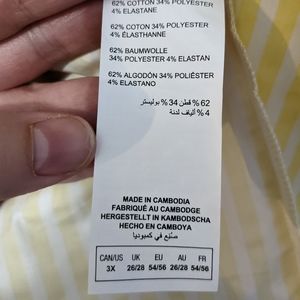 62% COTTON 34% POLYESTER
4% ELASTANE
62% COTON 34% POLYESTER
4% ÉLASTHANNE
62% BAUMWOLLE
34% POLYESTER 4% ELASTAN
62% ALGODÓN 34% POLIÉSTER
4% ELASTANO
62% قطن 34% بوليستر
4% ألياف لدنة
MADE IN CAMBODIA
FABRIQUÉ AU CAMBODGE
HERGESTELLT IN KAMBODSCHA
HECHO EN CAMBOYA
صُنع في كمبوديا
CAN/US UK EU AU FR
3X 26/28 54/56 26/28 54/56